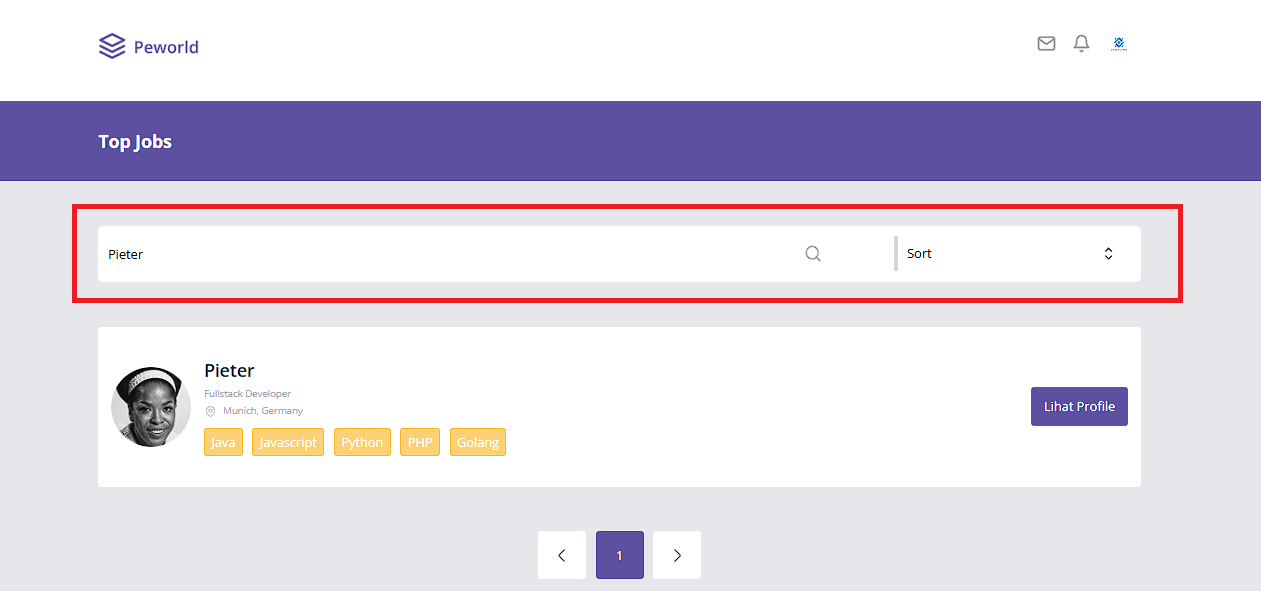 Peworld
Top Jobs
Pieter
Sort
Pieter
Fullstack Developer
Munich, Germany
Java Javascript Python PHP Golang
Lihat Profile
1